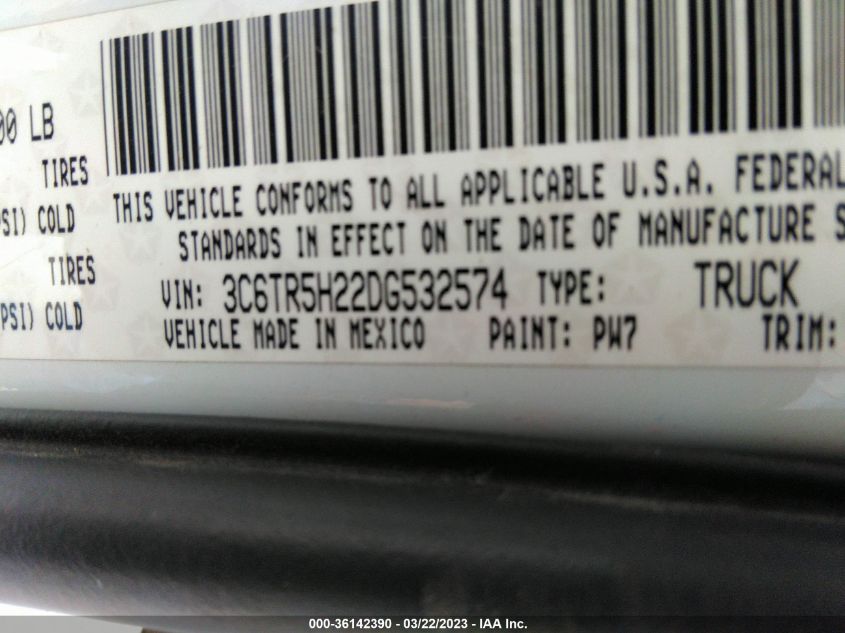 00 LB
TIRES
PSI) COLD
TIRES
PSI) COLD
THIS VEHICLE CONFORMS TO ALL APPLICABLE U.S.A. FEDERAL
STANDARDS IN EFFECT ON THE DATE OF MANUFACTURE S
VIN: 3C6TR5H22DG532574 TYPE: TRUCK
VEHICLE MADE IN MEXICO PAINT: PW7 TRIM:
000-36142390 - 03/22/2023 - IAA Inc.